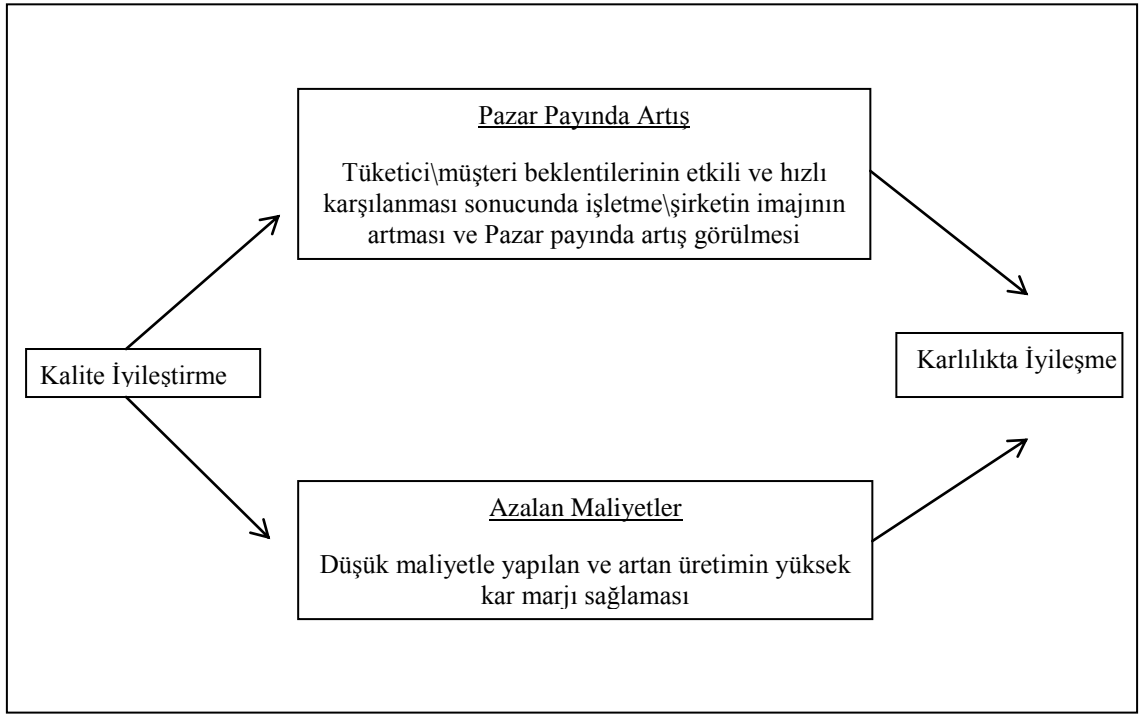 Pazar Payında Artış
Tüketici\müşteri beklentilerinin etkili ve hızlı
karşılanması sonucunda işletme\şirketin imajının
artması ve Pazar payında artış görülmesi
Kalite İyileştirme
Karlılıkta İyileşme
Azalan Maliyetler
Düşük maliyetle yapılan ve artan üretimin yüksek
kar marjı sağlaması